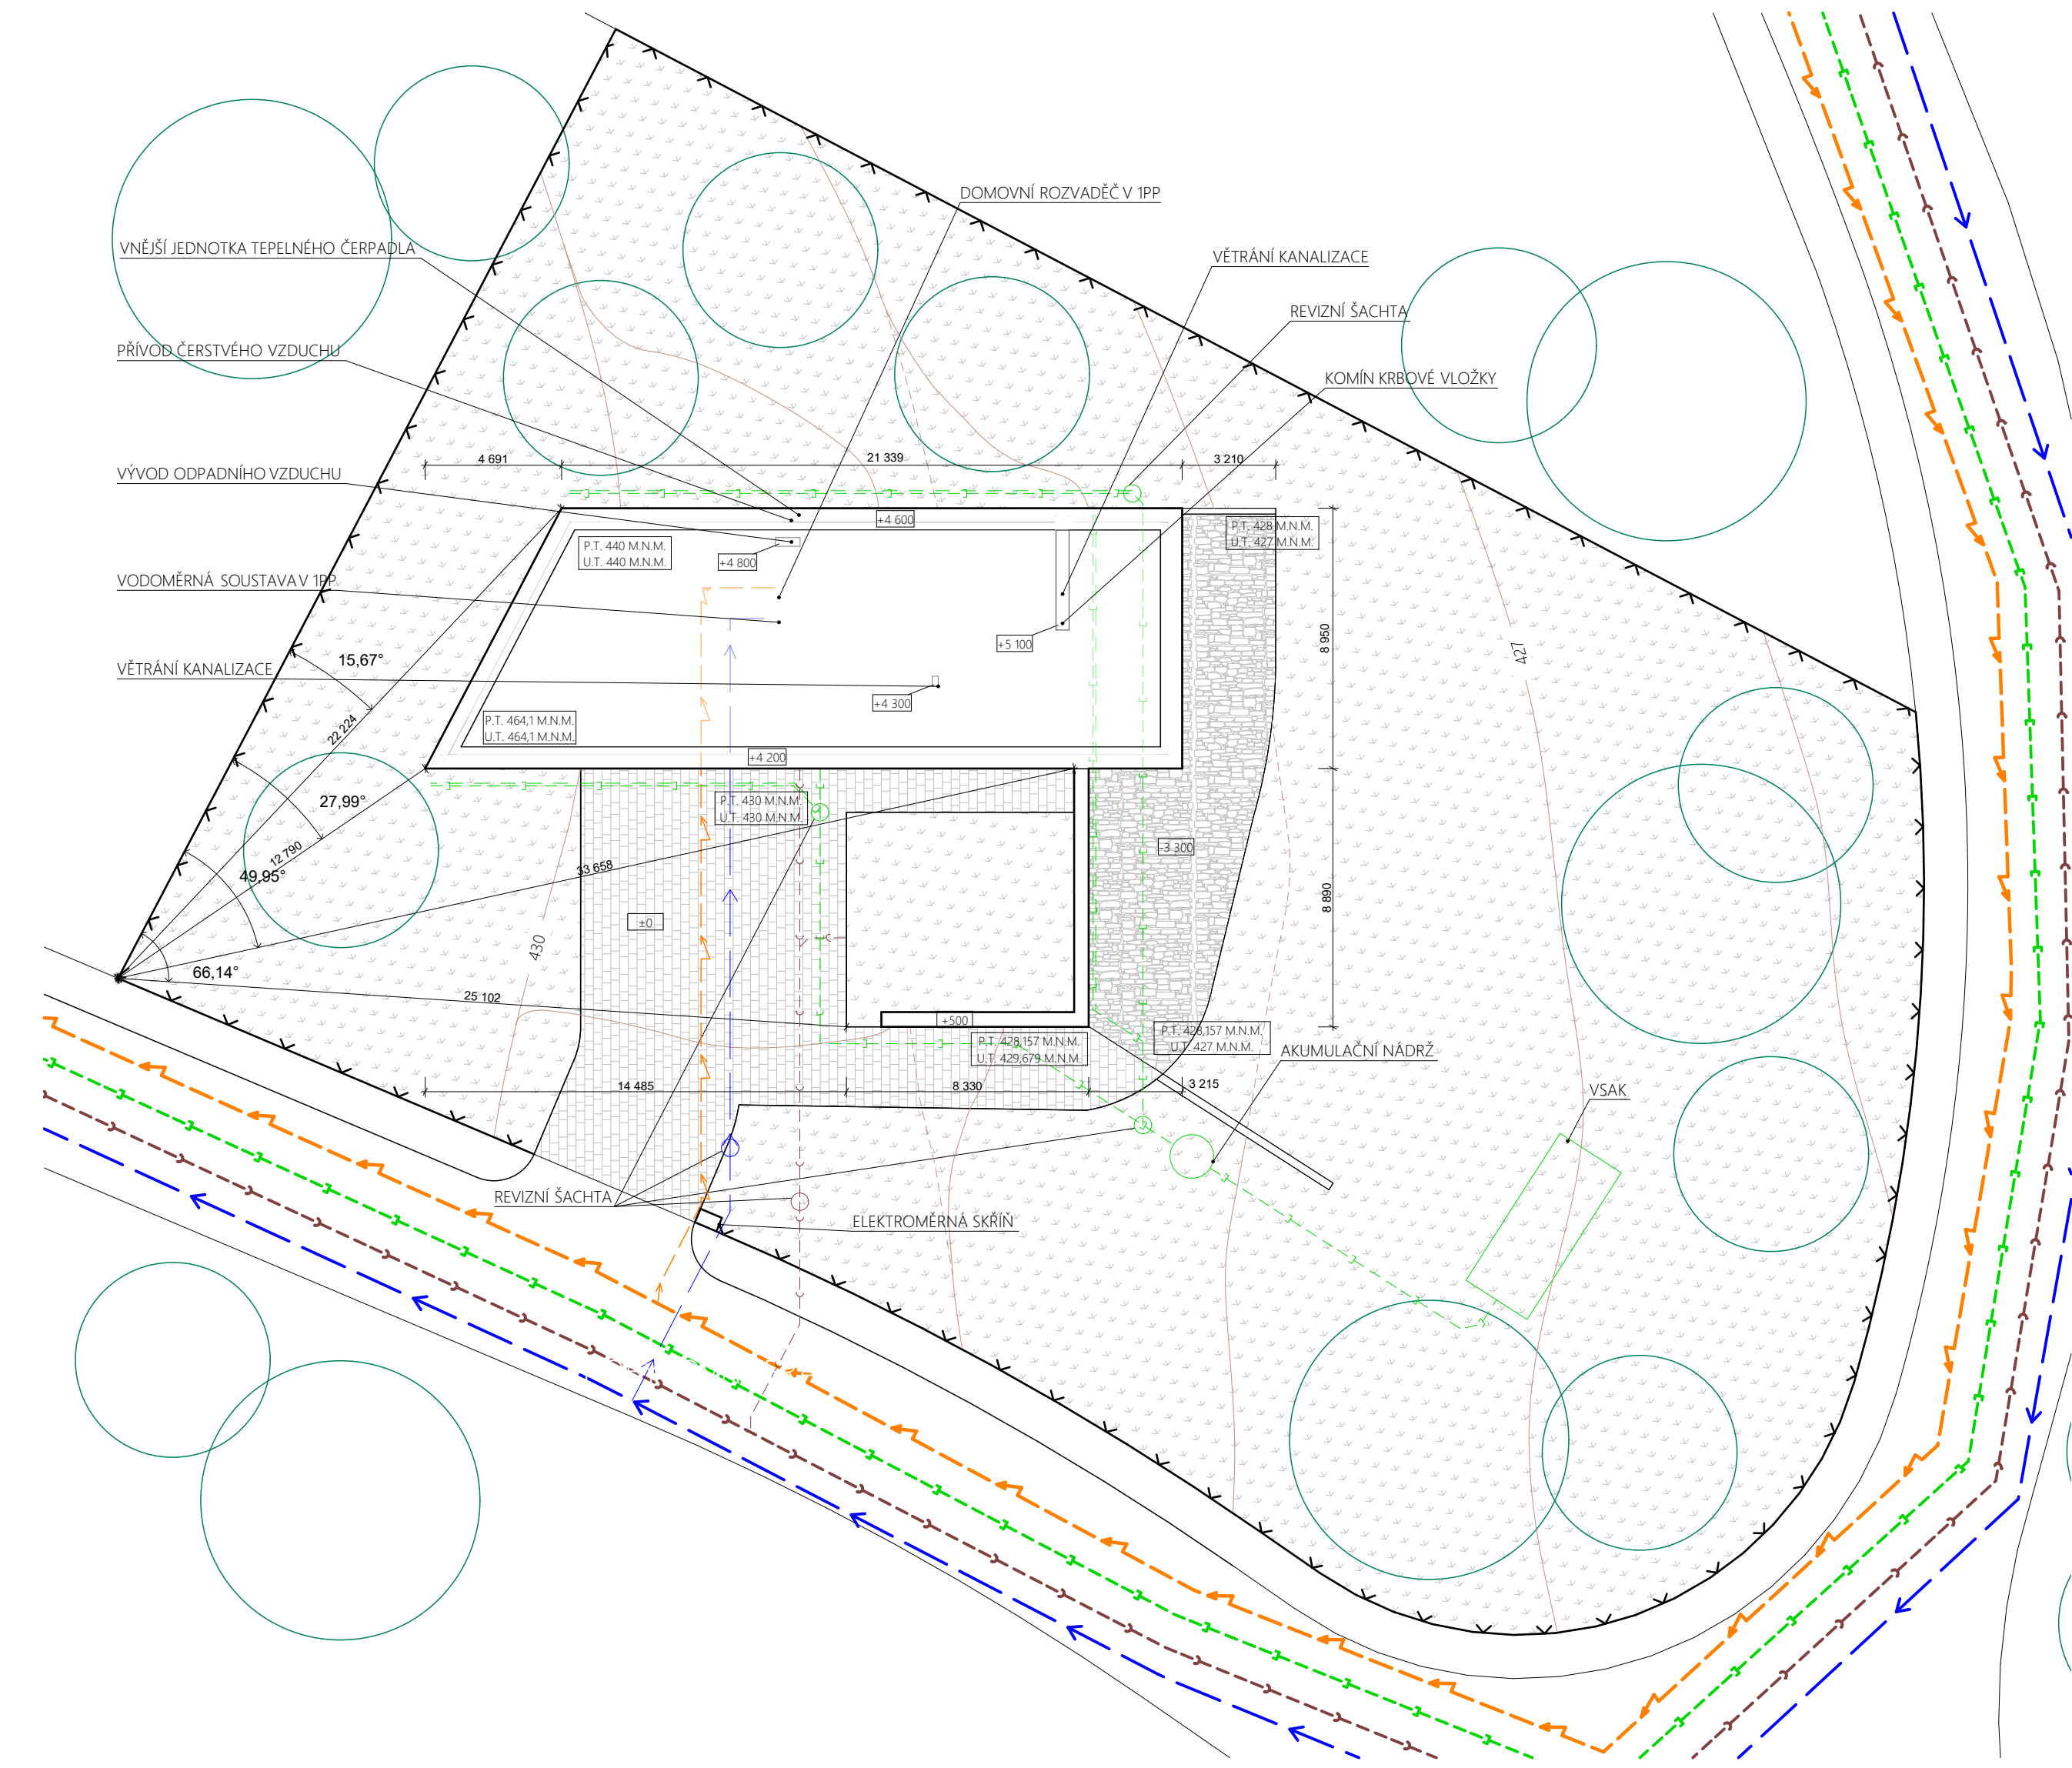 DOMOVNÍ ROZVADĚČ V 1PP
VNĚJŠÍ JEDNOTKA TEPELNÉHO ČERPADLA
VĚTRÁNÍ KANALIZACE
REVIZNÍ ŠACHTA
PŘÍVOD ČERSTVÉHO VZDUCHU
KOMÍN KRBOVÉ VLOŽKY
4 691
21 339
3 210
VÝVOD ODPADNÍHO VZDUCHU
+4 600
P.T. 428 M.N.M.
U.T. 427 M.N.M.
P.T. 440 M.N.M.
U.T. 440 M.N.M.
+4 800
VODOMĚRNÁ SOUSTAVA V 1PP
8 950
+5 100
427
15,67°
VĚTRÁNÍ KANALIZACE
+4 300
P.T. 464,1 M.N.M.
U.T. 464,1 M.N.M.
22 224
+4 200
27,99°
P.T. 430 M.N.M.
U.T. 430 M.N.M.
12 790
-3 300
33 658
49,95°
8 890
±0
430
66,14°
25 102
+500
P.T. 428,157 M.N.M.
U.T. 427 M.N.M.
P.T. 428,157 M.N.M.
U.T. 429,679 M.N.M.
AKUMULAČNÍ NÁDRŽ
14 485
8 330
3 215
VSAK
REVIZNÍ ŠACHTA
ELEKTROMĚRNÁ SKŘÍŇ